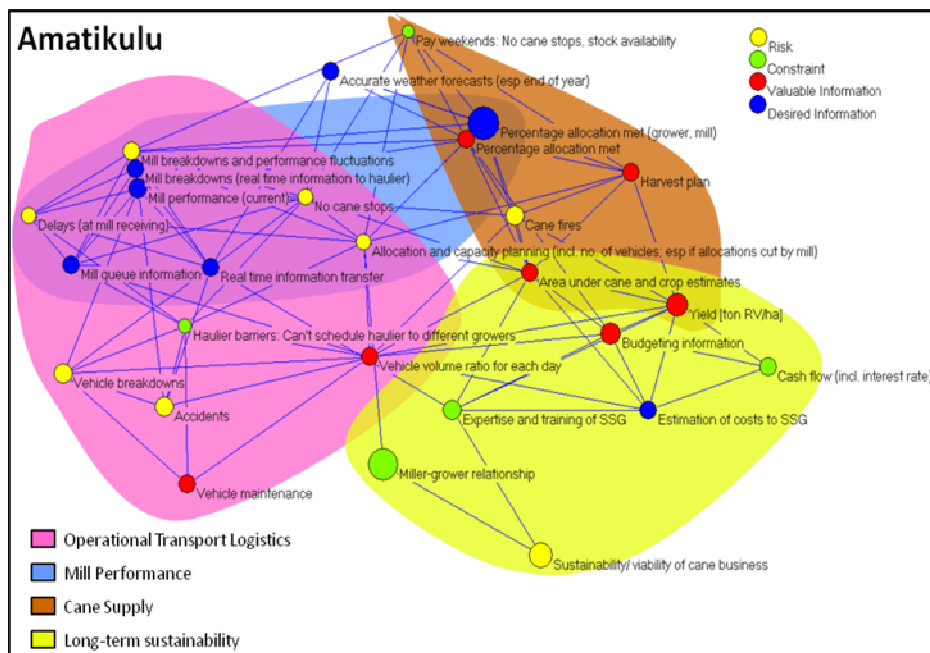 Amatikulu
Pay weekends: No cane stops, stock availability
Risk
Constraint
Valuable Information
Desired Information
Accurate weather forecasts (esp end of year)
Percentage allocation met (grower, mill)
Percentage allocation met
Mill breakdowns and performance fluctuations
Mill breakdowns (real time information to haulier)
Mill performance (current)
Harvest plan
No cane stops
Delays (at mill receiving)
Cane fires
Allocation and capacity planning (incl. no. of vehicles; esp if allocations cut by mill)
Mill queue information
Real time information transfer
Area under cane and crop estimates
Yield [ton RV/ha]
Haulier barriers: Can't schedule haulier to different growers
Budgeting information
Vehicle volume ratio for each day
Cash flow (incl. interest rate)
Vehicle breakdowns
Accidents
Expertise and training of SSG
Estimation of costs to SSG
Miller-grower relationship
Vehicle maintenance
Sustainability/ viability of cane business
Operational Transport Logistics
Mill Performance
Cane Supply
Long-term sustainability